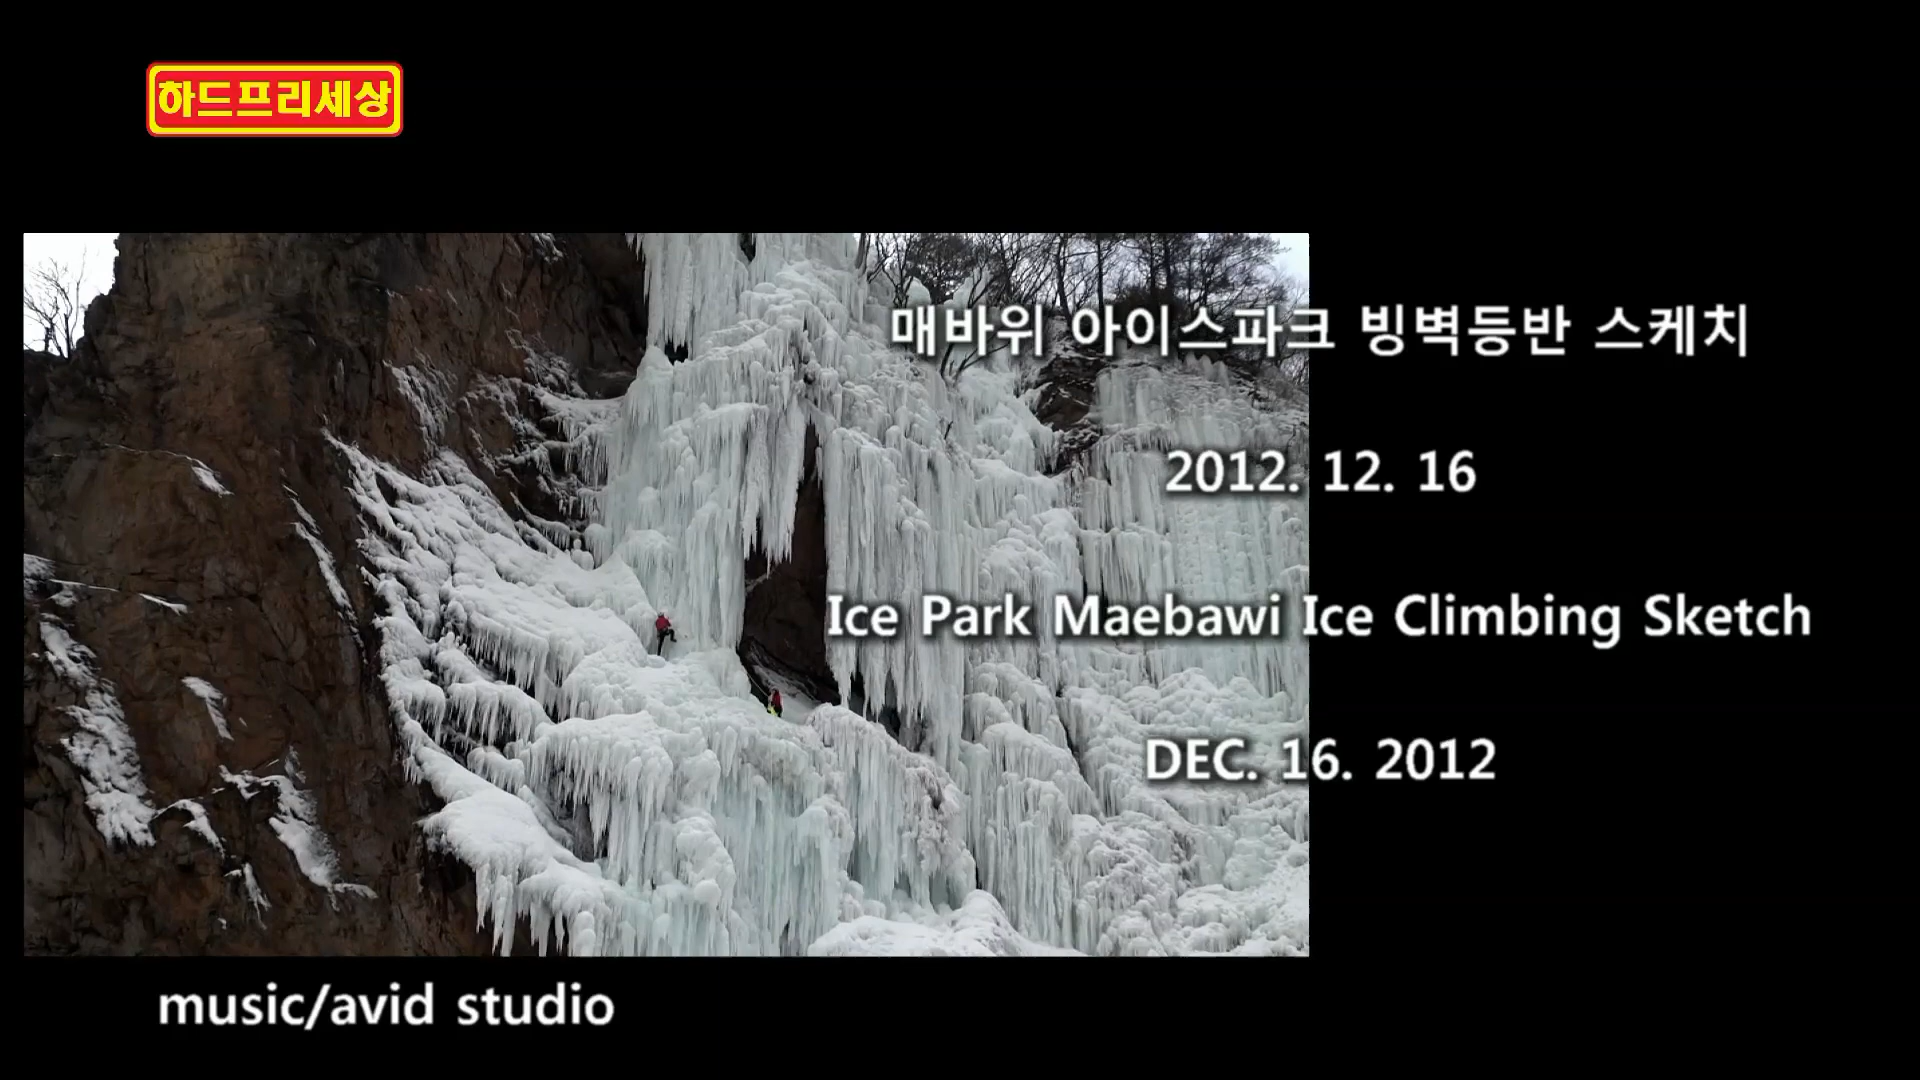 하드프리세상
매바위 아이스파크 빙벽등반 스케치
2012. 12. 16
Ice Park Maebawi Ice Climbing Sketch
DEC. 16. 2012
music/avid studio